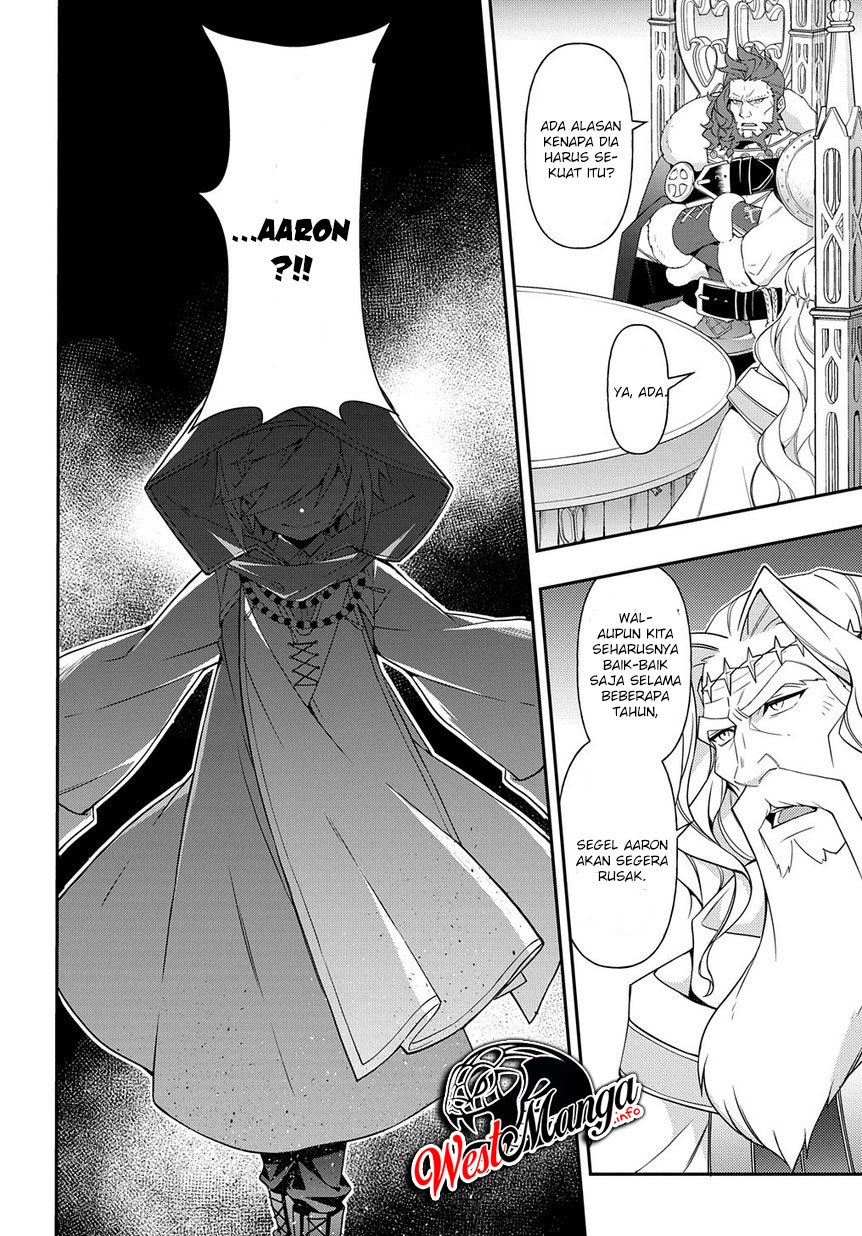 ADA ALASAN
KENAPA DIA
HARUS SE-
KUAT ITU?
YA, ADA.
WAL-
AUPUN KITA
SEHARUSNYA
BAIK-BAIK
SAJA SELAMA
BEBERAPA
TAHUN,
SEGEL AARON
AKAN SEGERA
RUSAK.
...AARON
?!!
WestManga
.info